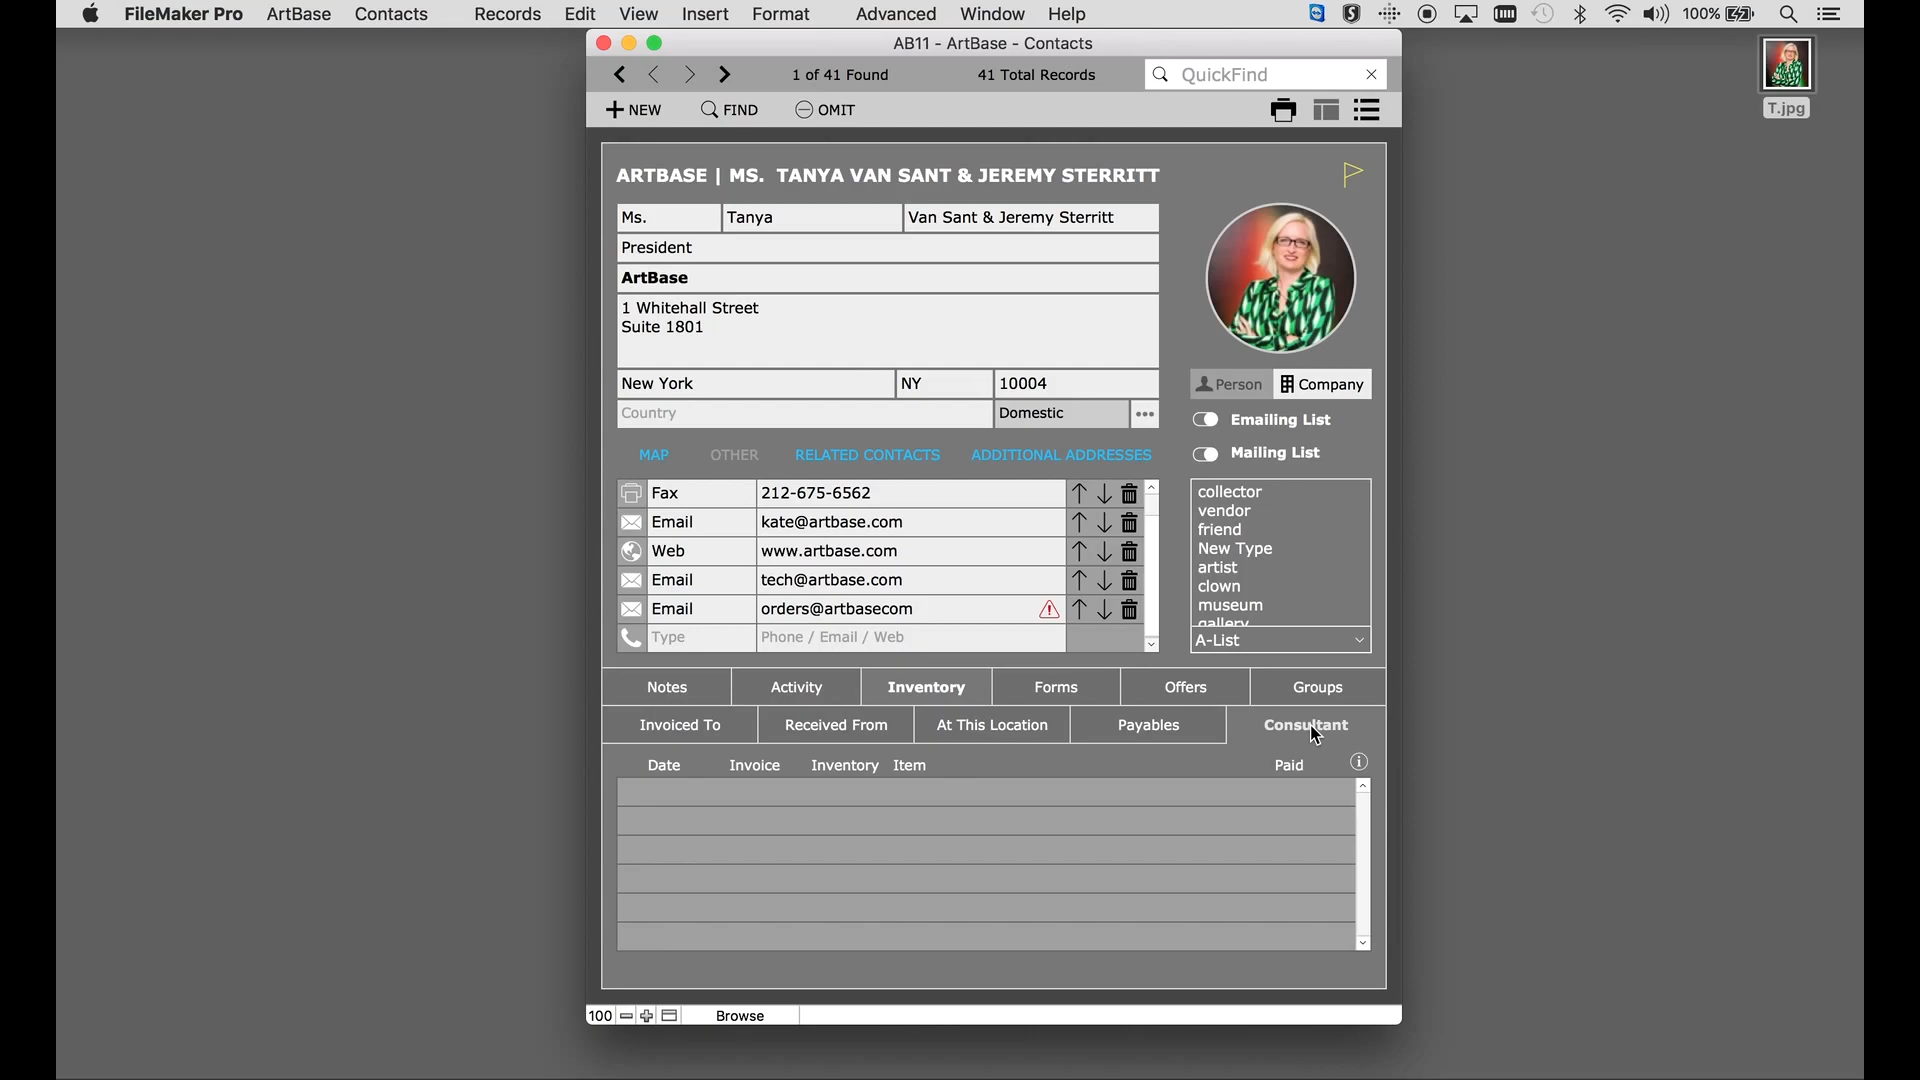 FileMaker Pro ArtBase Contacts Records Edit View Insert Format Advanced Window Help 100%
AB11 - ArtBase - Contacts
1 of 41 Found 41 Total Records QuickFind
NEW FIND OMIT
T.jpg
ARTBASE | MS. TANYA VAN SANT & JEREMY STERRITT
Ms. Tanya Van Sant & Jeremy Sterritt
President
ArtBase
1 Whitehall Street
Suite 1801
New York NY 10004
Person Company
Country Domestic
Emailing List
MAP OTHER RELATED CONTACTS ADDITIONAL ADDRESSES
Mailing List
Fax 212-675-6562
Email kate@artbase.com
Web www.artbase.com
Email tech@artbase.com
Email orders@artbasecom
Type Phone / Email / Web
collector
vendor
friend
New Type
artist
clown
museum
gallery
A-List
Notes Activity Inventory Forms Offers Groups
Invoiced To Received From At This Location Payables Consultant
Date Invoice Inventory Item Paid
100 Browse